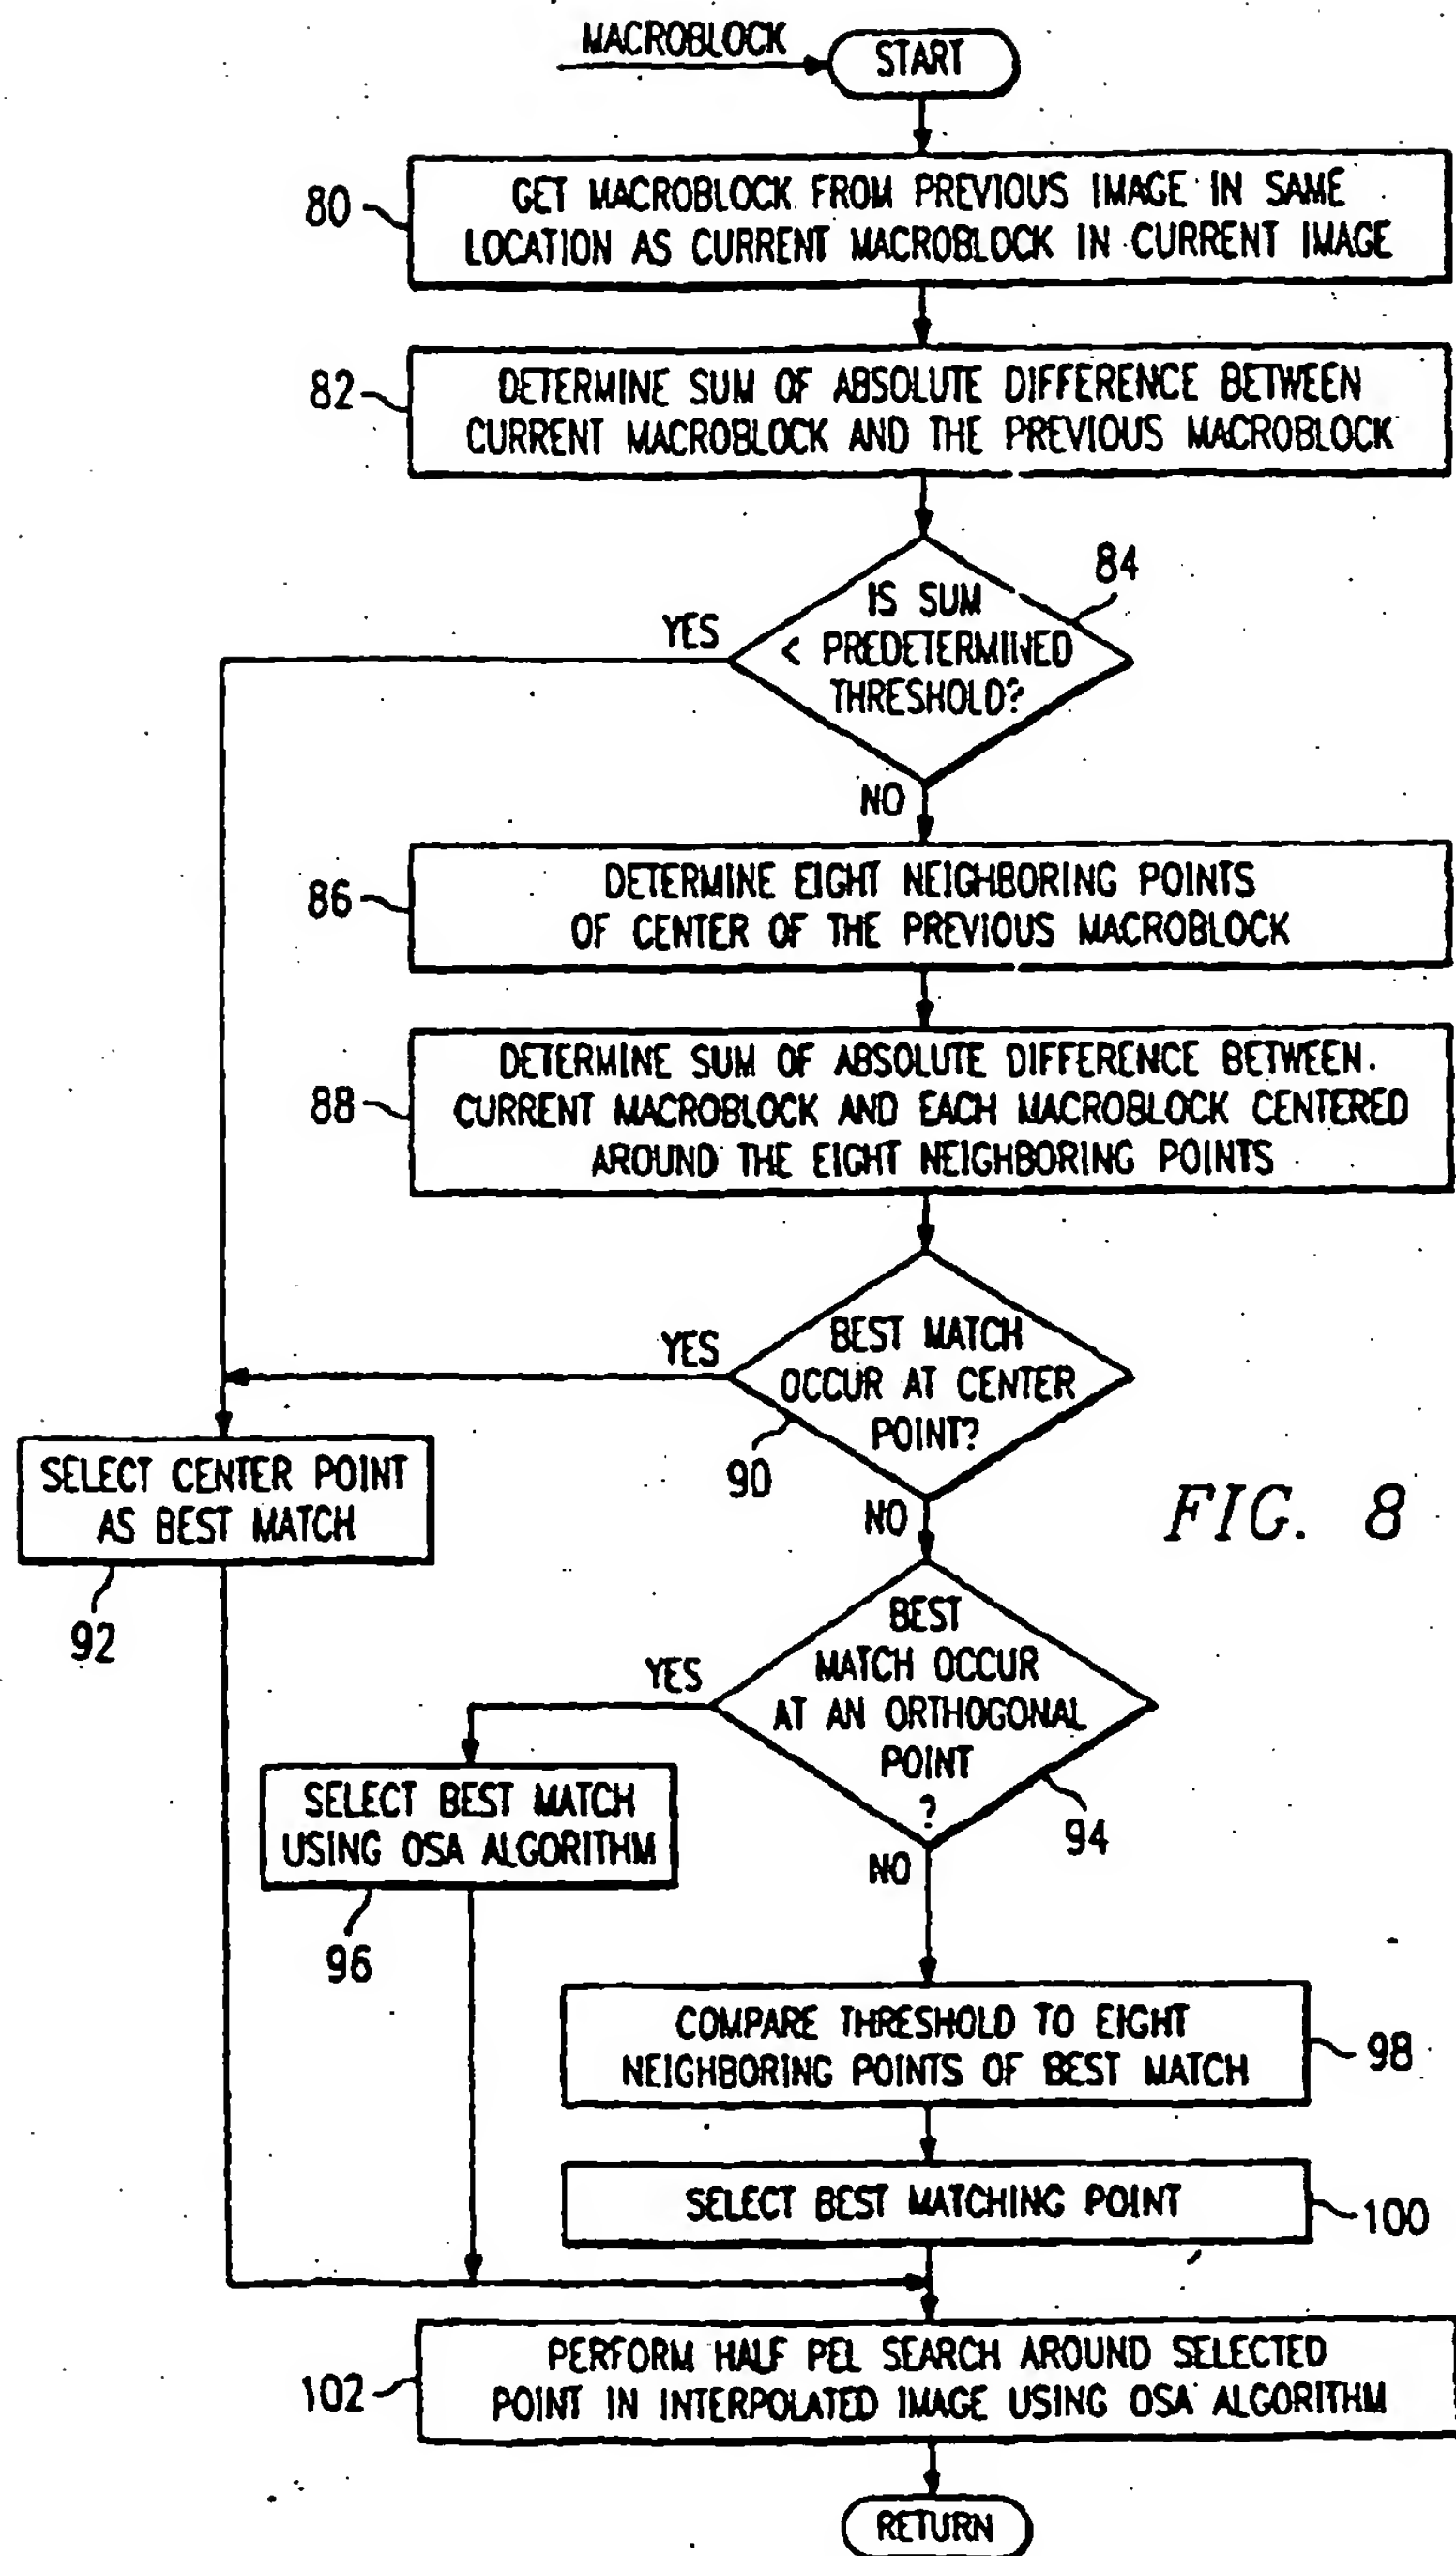 MACROBLOCK
START
80
GET MACROBLOCK FROM PREVIOUS IMAGE IN SAME
LOCATION AS CURRENT MACROBLOCK IN CURRENT IMAGE
82
DETERMINE SUM OF ABSOLUTE DIFFERENCE BETWEEN
CURRENT MACROBLOCK AND THE PREVIOUS MACROBLOCK
84
IS SUM
< PREDETERMINED
THRESHOLD?
YES
NO
86
DETERMINE EIGHT NEIGHBORING POINTS
OF CENTER OF THE PREVIOUS MACROBLOCK
88
DETERMINE SUM OF ABSOLUTE DIFFERENCE BETWEEN
CURRENT MACROBLOCK AND EACH MACROBLOCK CENTERED
AROUND THE EIGHT NEIGHBORING POINTS
YES
BEST MATCH
OCCUR AT CENTER
POINT?
90
NO
SELECT CENTER POINT
AS BEST MATCH
92
FIG. 8
BEST
MATCH OCCUR
AT AN ORTHOGONAL
POINT
?
94
YES
NO
SELECT BEST MATCH
USING OSA ALGORITHM
96
COMPARE THRESHOLD TO EIGHT
NEIGHBORING POINTS OF BEST MATCH
98
SELECT BEST MATCHING POINT
100
102
PERFORM HALF PEL SEARCH AROUND SELECTED
POINT IN INTERPOLATED IMAGE USING OSA ALGORITHM
RETURN